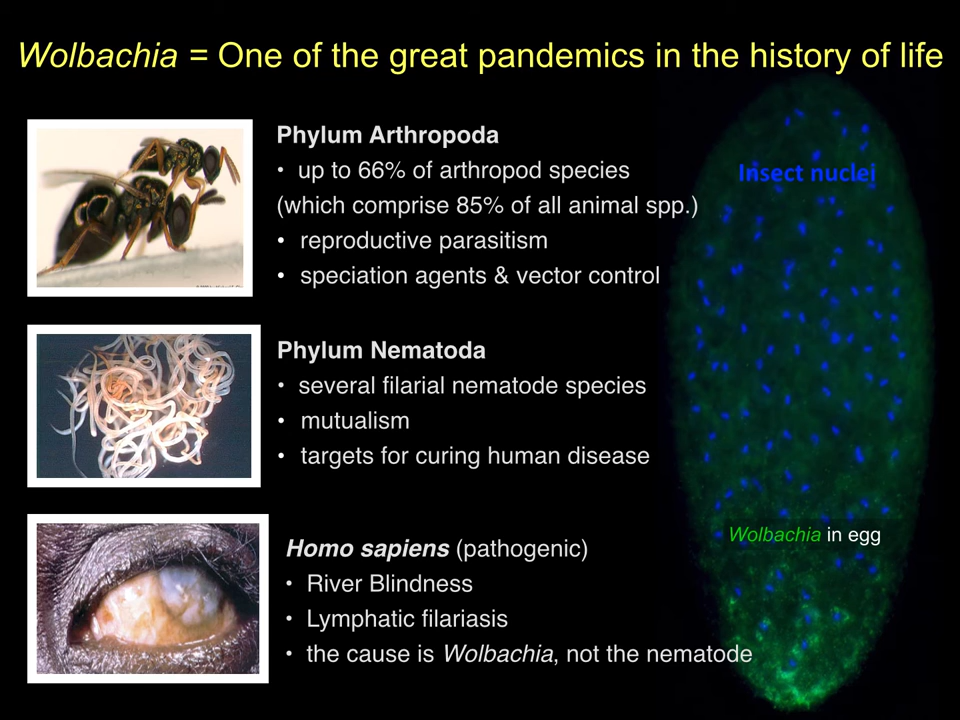 Wolbachia = One of the great pandemics in the history of life
Phylum Arthropoda
• up to 66% of arthropod species
(which comprise 85% of all animal spp.)
• reproductive parasitism
• speciation agents & vector control
Phylum Nematoda
• several filarial nematode species
• mutualism
• targets for curing human disease
Homo sapiens (pathogenic)
• River Blindness
• Lymphatic filariasis
• the cause is Wolbachia, not the nematode
Insect nuclei
Wolbachia in egg